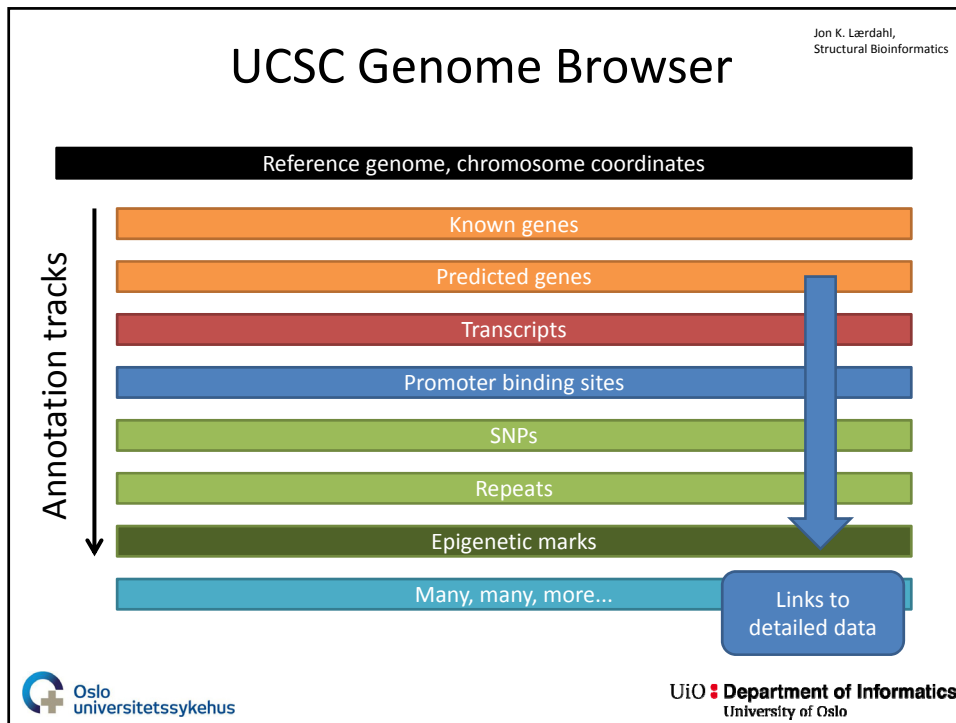 Jon K. Lærdahl,
Structural Bioinformatics
UCSC Genome Browser
Reference genome, chromosome coordinates
Annotation tracks
Known genes
Predicted genes
Transcripts
Promoter binding sites
SNPs
Repeats
Epigenetic marks
Many, many, more...
Links to
detailed data
Oslo
universitetssykehus
UiO Department of Informatics
University of Oslo